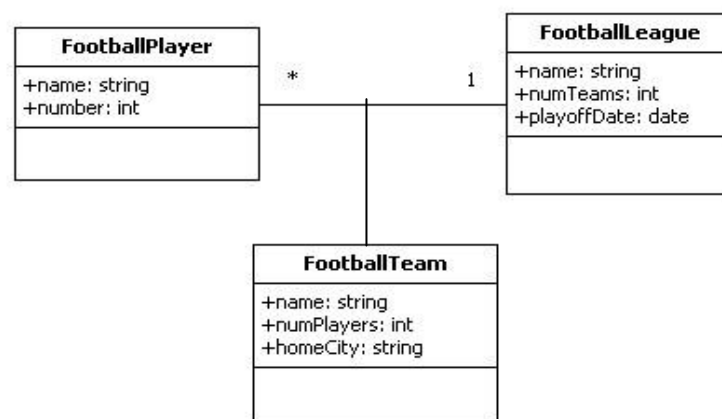 FootballPlayer
+name: string
+number: int
*
1
FootballLeague
+name: string
+numTeams: int
+playoffDate: date
FootballTeam
+name: string
+numPlayers: int
+homeCity: string